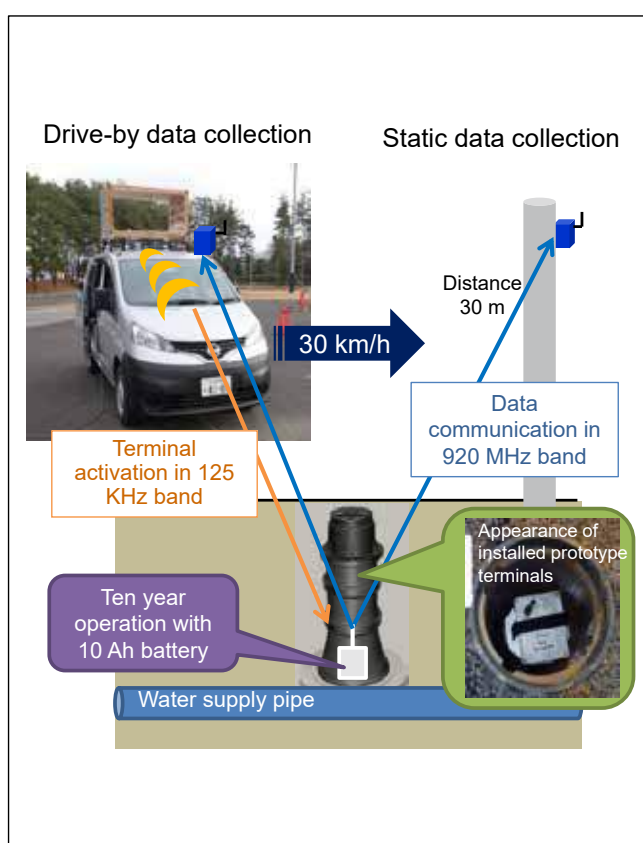 Drive-by data collection
Static data collection
Distance
30 m
30 km/h
Data
communication in
920 MHz band
Terminal
activation in 125
KHz band
Appearance of
installed prototype
terminals
Ten year
operation with
10 Ah battery
Water supply pipe